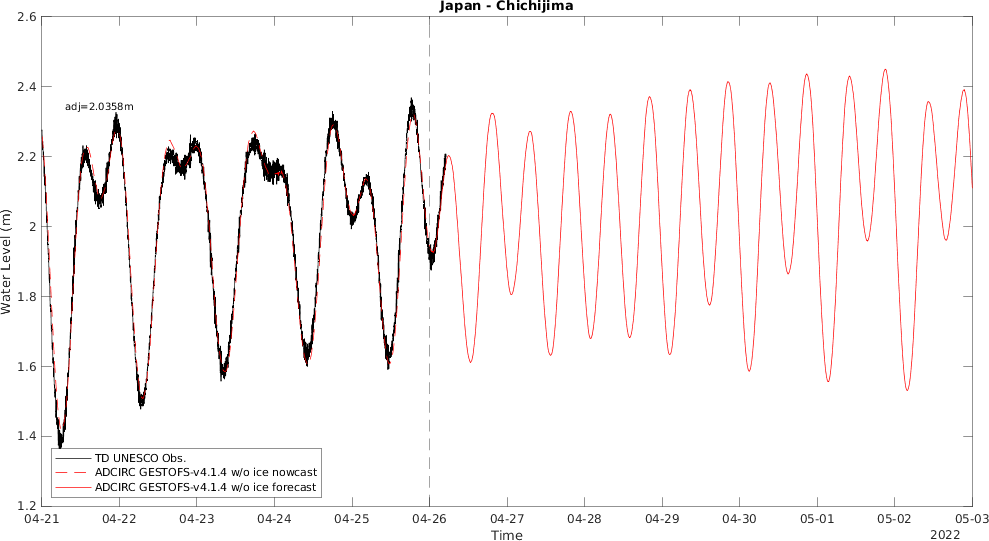 Japan - Chichijima
2.6
2.4
2.2
2
1.8
1.6
1.4
1.2
Water Level (m)
adj=2.0358m
TD UNESCO Obs.
ADCIRC GESTOFS-v4.1.4 w/o ice nowcast
ADCIRC GESTOFS-v4.1.4 w/o ice forecast
04-21 04-22 04-23 04-24 04-25 04-26 04-27 04-28 04-29 04-30 05-01 05-02 05-03
Time
2022